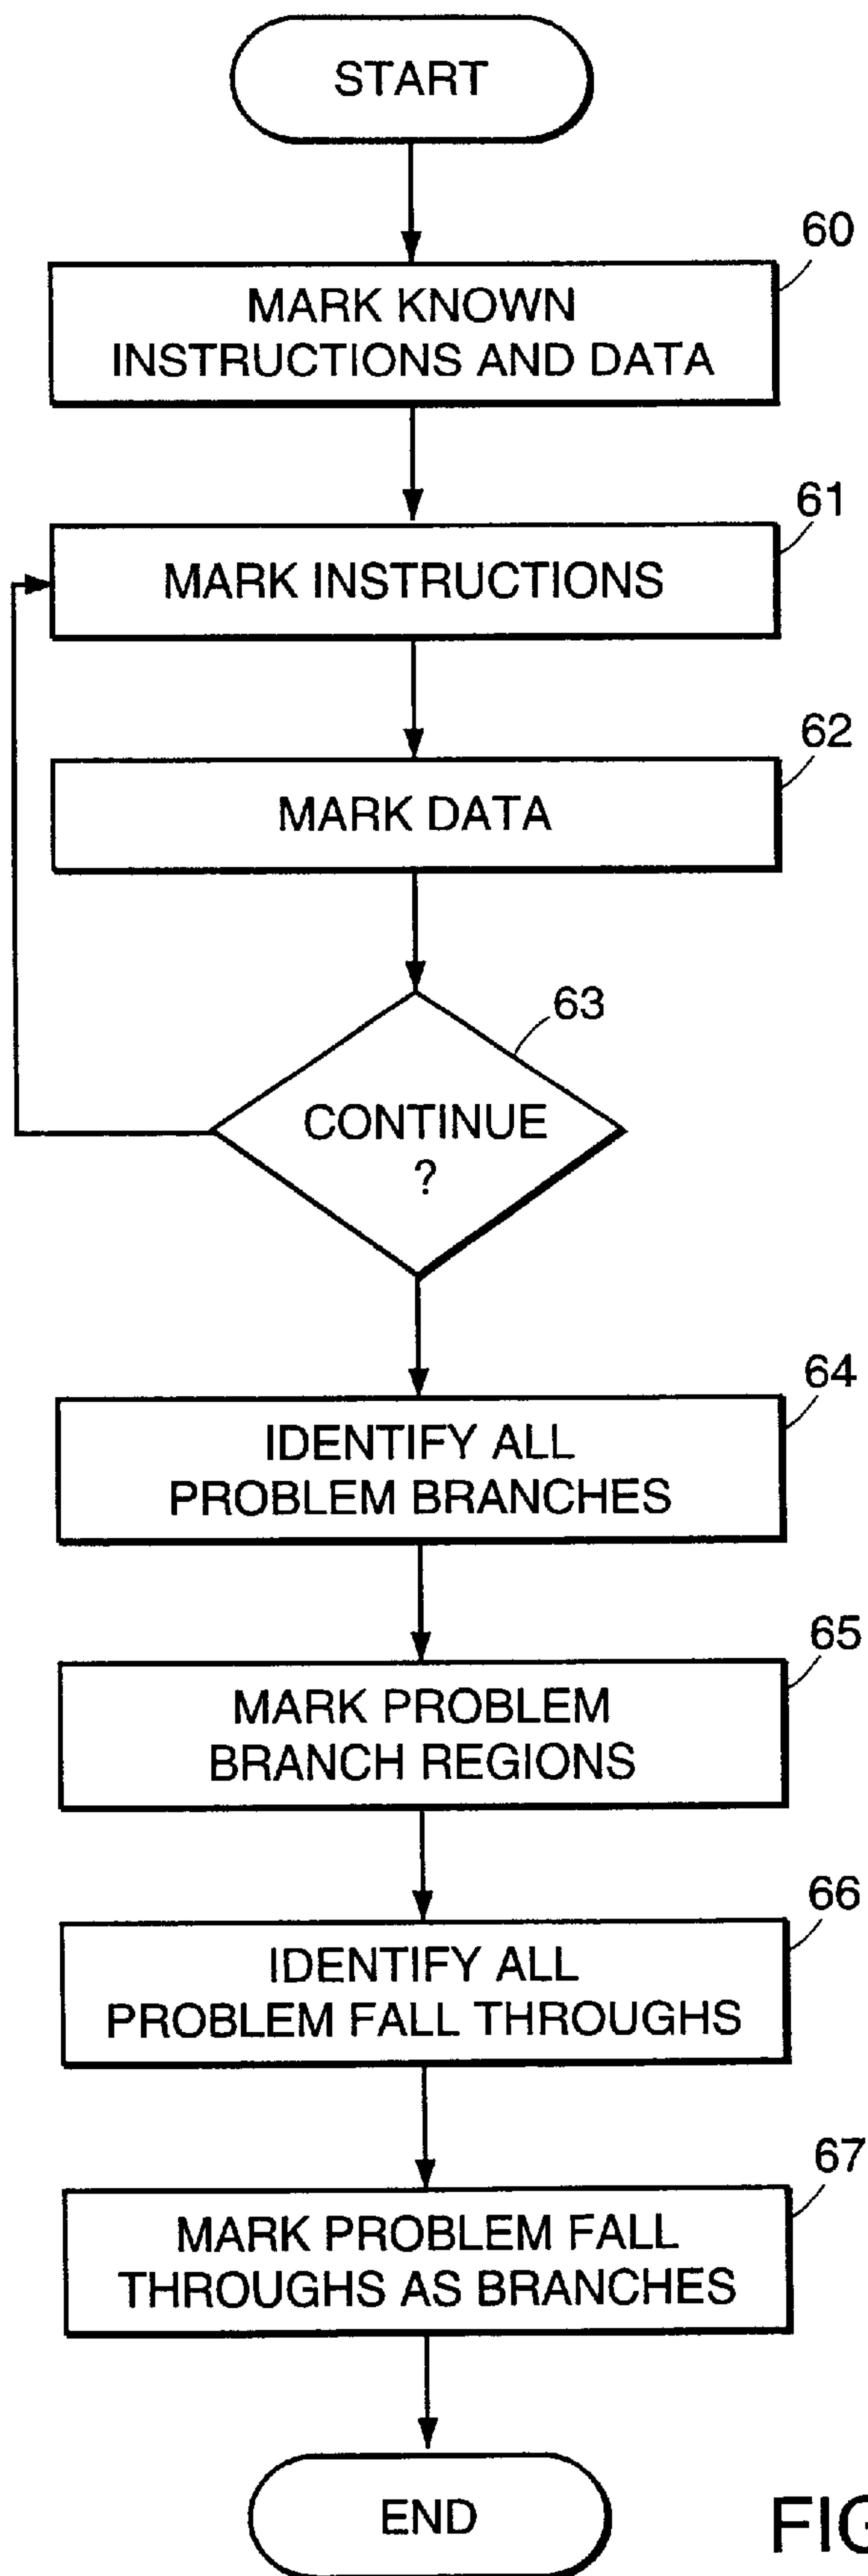 START
60
MARK KNOWN
INSTRUCTIONS AND DATA
61
MARK INSTRUCTIONS
62
MARK DATA
63
CONTINUE
?
64
IDENTIFY ALL
PROBLEM BRANCHES
65
MARK PROBLEM
BRANCH REGIONS
66
IDENTIFY ALL
PROBLEM FALL THROUGHS
67
MARK PROBLEM FALL
THROUGHS AS BRANCHES
END
FIG